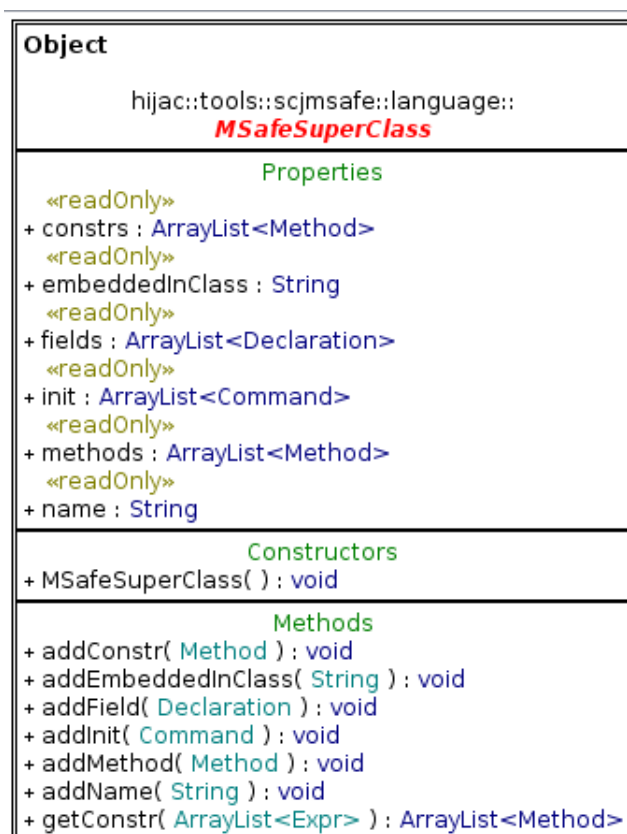 Object
hijac::tools::scjmsafe::language::
MSafeSuperClass
Properties
«readOnly»
+ constrs : ArrayList<Method>
«readOnly»
+ embeddedInClass : String
«readOnly»
+ fields : ArrayList<Declaration>
«readOnly»
+ init : ArrayList<Command>
«readOnly»
+ methods : ArrayList<Method>
«readOnly»
+ name : String
Constructors
+ MSafeSuperClass( ) : void
Methods
+ addConstr( Method ) : void
+ addEmbeddedInClass( String ) : void
+ addField( Declaration ) : void
+ addInit( Command ) : void
+ addMethod( Method ) : void
+ addName( String ) : void
+ getConstr( ArrayList<Expr> ) : ArrayList<Method>